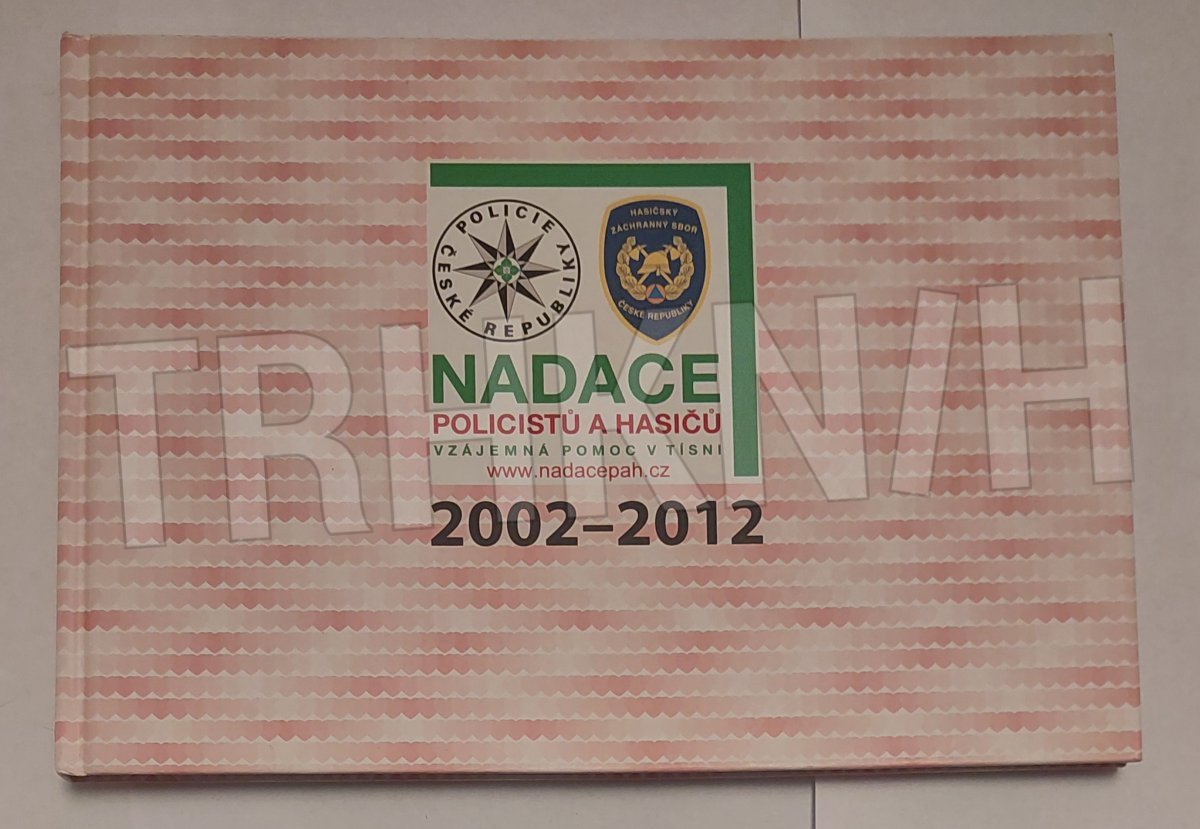 POLICIE
ČESKÉ REPUBLIKY
HASIČSKÝ
ZÁCHRANNÝ SBOR
ČESKÉ REPUBLIKY
NADACE
POLICISTŮ A HASIČŮ
VZÁJEMNÁ POMOC V TÍSNI
www.nadacepah.cz
2002–2012
TRHKN/H